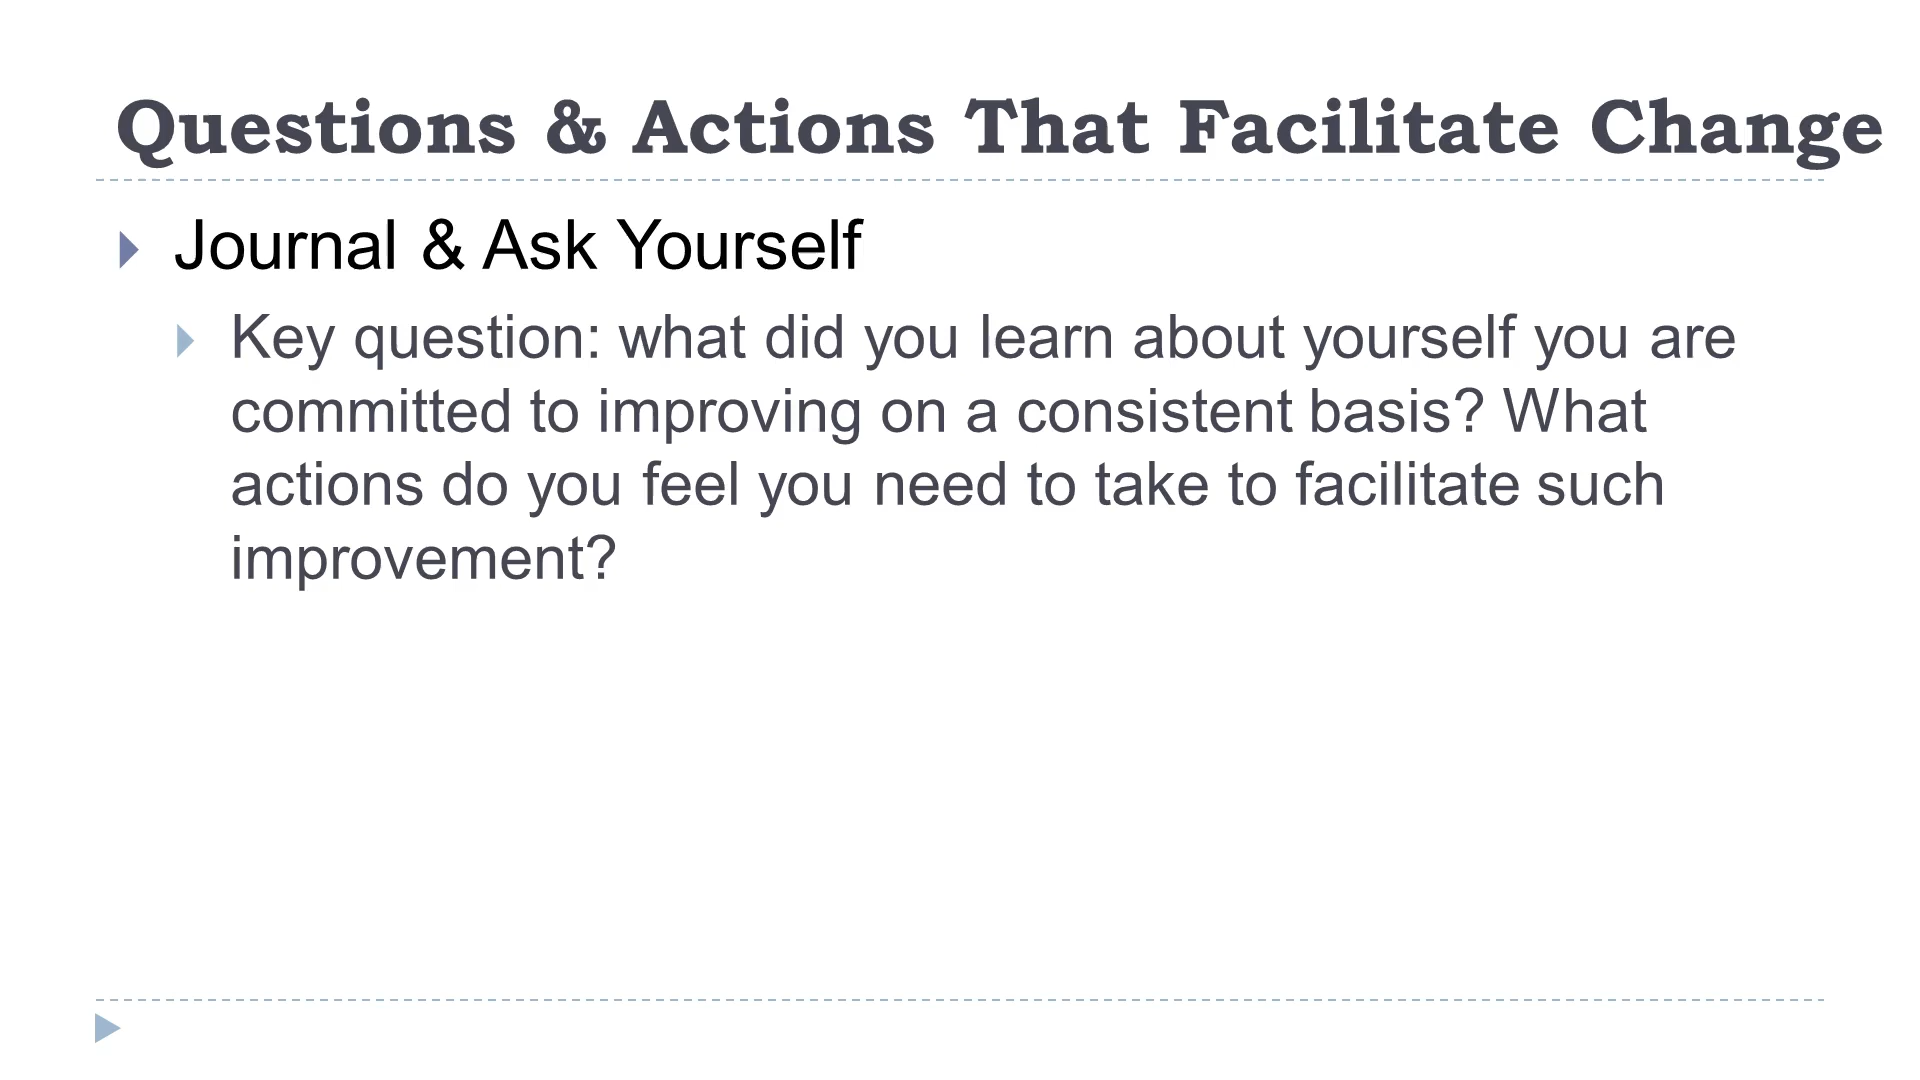 Questions & Actions That Facilitate Change
Journal & Ask Yourself
Key question: what did you learn about yourself you are
committed to improving on a consistent basis? What
actions do you feel you need to take to facilitate such
improvement?